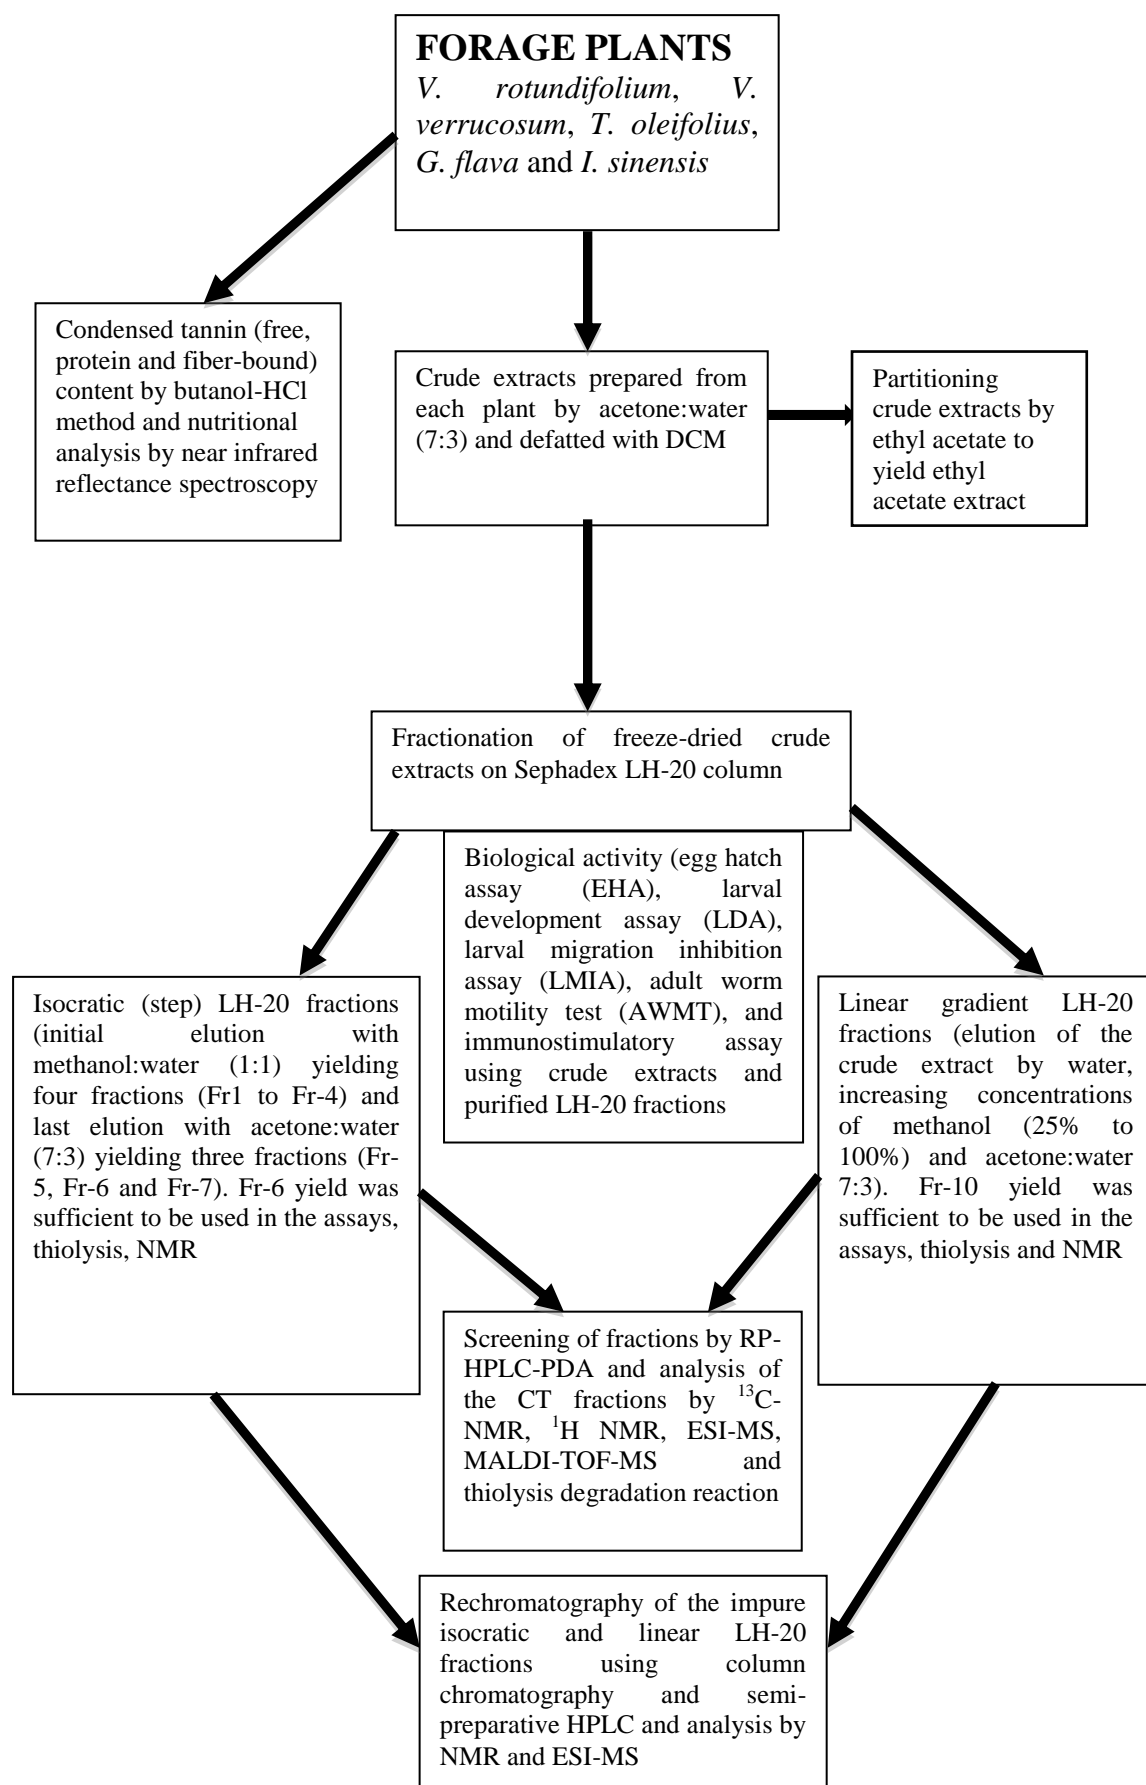 FORAGE PLANTS
V. rotundifolium, V.
verrucosum, T. oleifolius,
G. flava and I. sinensis
Condensed tannin (free,
protein and fiber-bound)
content by butanol-HCl
method and nutritional
analysis by near infrared
reflectance spectroscopy
Crude extracts prepared from
each plant by acetone:water
(7:3) and defatted with DCM
Partitioning
crude extracts by
ethyl acetate to
yield ethyl
acetate extract
Fractionation of freeze-dried crude
extracts on Sephadex LH-20 column
Biological activity (egg hatch
assay (EHA), larval
development assay (LDA),
larval migration inhibition
assay (LMIA), adult worm
motility test (AWMT), and
immunostimulatory assay
using crude extracts and
purified LH-20 fractions
Isocratic (step) LH-20 fractions
(initial elution with
methanol:water (1:1) yielding
four fractions (Fr1 to Fr-4) and
last elution with acetone:water
(7:3) yielding three fractions (Fr-
5, Fr-6 and Fr-7). Fr-6 yield was
sufficient to be used in the assays,
thiolysis, NMR
Linear gradient LH-20
fractions (elution of the
crude extract by water,
increasing concentrations
of methanol (25% to
100%) and acetone:water
7:3). Fr-10 yield was
sufficient to be used in the
assays, thiolysis and NMR
Screening of fractions by RP-
HPLC-PDA and analysis of
the CT fractions by ¹³C-
NMR, ¹H NMR, ESI-MS,
MALDI-TOF-MS and
thiolysis degradation reaction
Rechromatography of the impure
isocratic and linear LH-20
fractions using column
chromatography and semi-
preparative HPLC and analysis by
NMR and ESI-MS